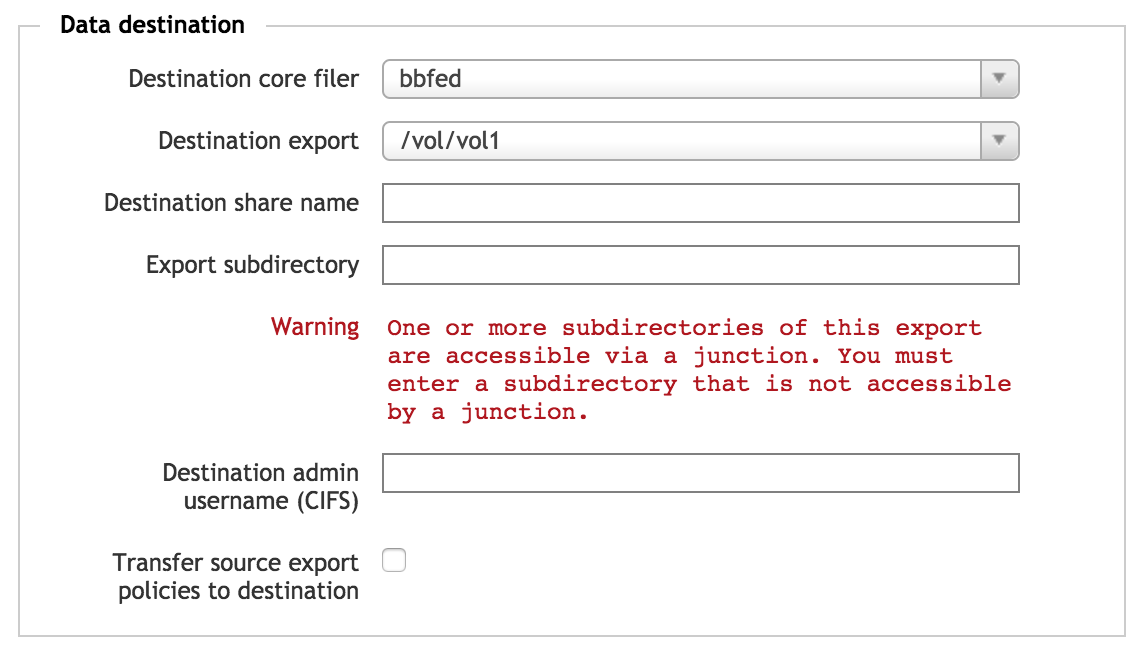 Data destination
Destination core filer bbfed
Destination export /vol/vol1
Destination share name
Export subdirectory
Warning One or more subdirectories of this export
are accessible via a junction. You must
enter a subdirectory that is not accessible
by a junction.
Destination admin
username (CIFS)
Transfer source export
policies to destination